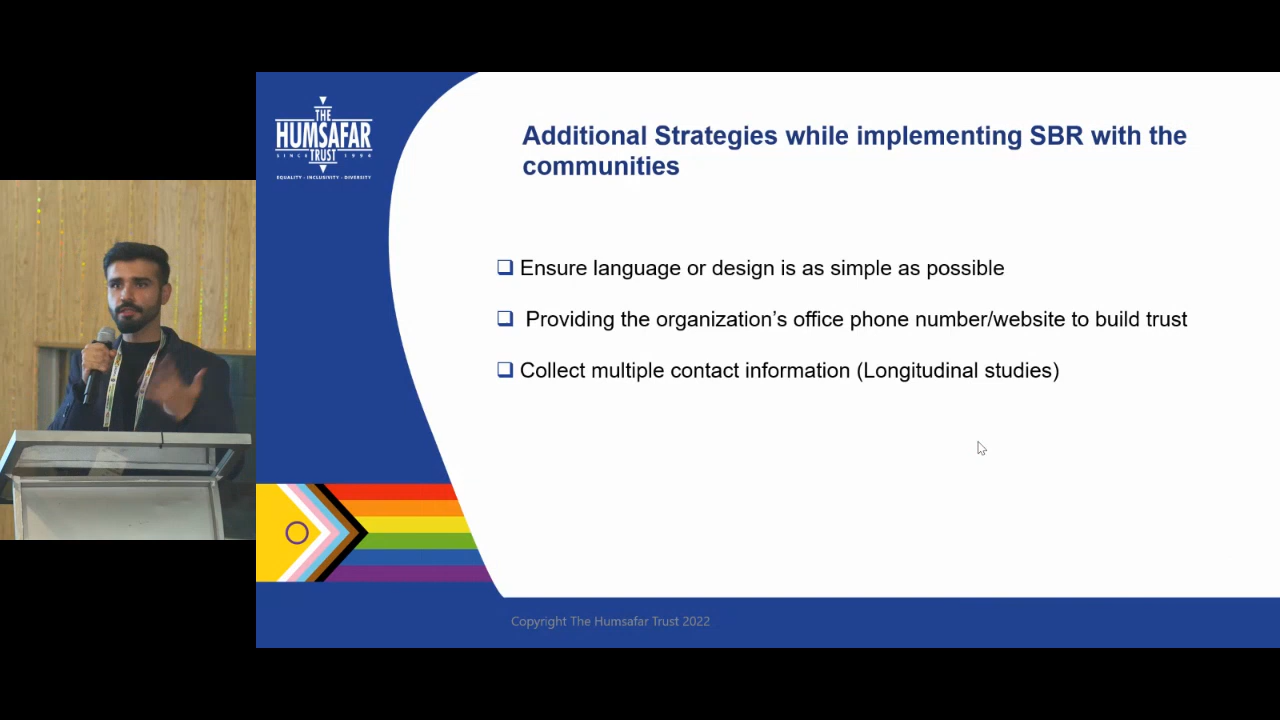 THE
HUMSAFAR
TRUST
SINCE 1994
EQUALITY - INCLUSIVITY - DIVERSITY
Additional Strategies while implementing SBR with the
communities
Ensure language or design is as simple as possible
Providing the organization's office phone number/website to build trust
Collect multiple contact information (Longitudinal studies)
Copyright The Humsafar Trust 2022